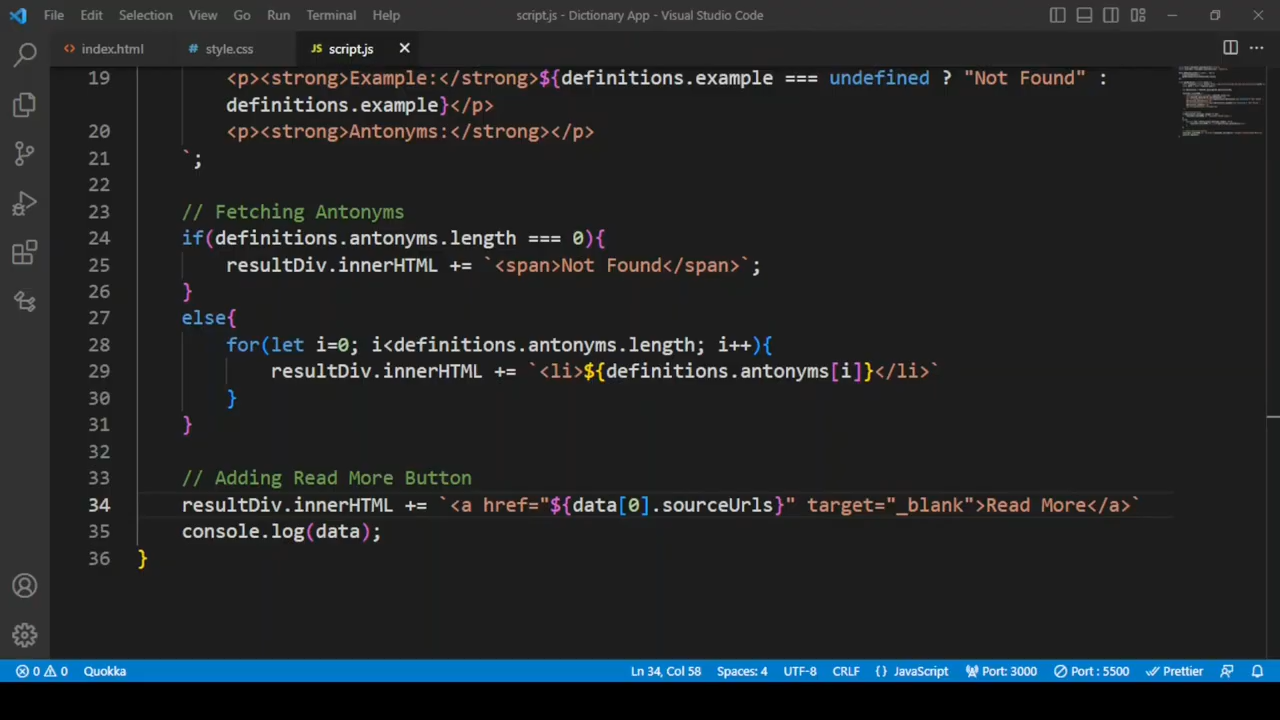 File Edit Selection View Go Run Terminal Help script.js - Dictionary App - Visual Studio Code
index.html # style.css JS script.js
19 <p><strong>Example:</strong>${definitions.example === undefined ? "Not Found" :
definitions.example}</p>
20 <p><strong>Antonyms:</strong></p>
21 `;
22
23 // Fetching Antonyms
24 if(definitions.antonyms.length === 0){
25 resultDiv.innerHTML += `<span>Not Found</span>`;
26 }
27 else{
28 for(let i=0; i<definitions.antonyms.length; i++){
29 resultDiv.innerHTML += `<li>${definitions.antonyms[i]}</li>`
30 }
31 }
32
33 // Adding Read More Button
34 resultDiv.innerHTML += `<a href="${data[0].sourceUrls}" target="_blank">Read More</a>`
35 console.log(data);
36 }
0 0 Quokka Ln 34, Col 58 Spaces: 4 UTF-8 CRLF {} JavaScript Port: 3000 Port : 5500 Prettier